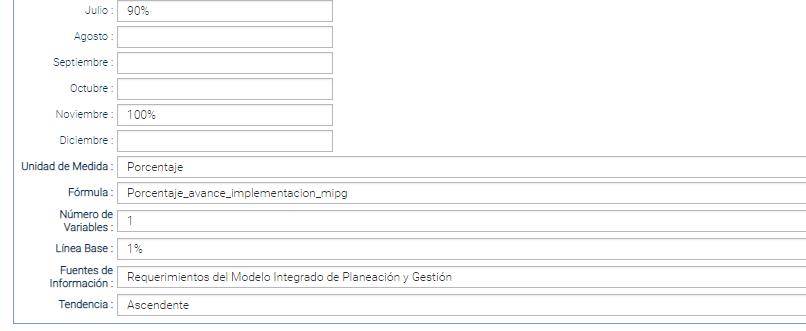 Julio : 90%
Agosto :
Septiembre :
Octubre :
Noviembre : 100%
Diciembre :
Unidad de Medida : Porcentaje
Fórmula : Porcentaje_avance_implementacion_mipg
Número de
Variables : 1
Línea Base : 1%
Fuentes de
Información : Requerimientos del Modelo Integrado de Planeación y Gestión
Tendencia : Ascendente